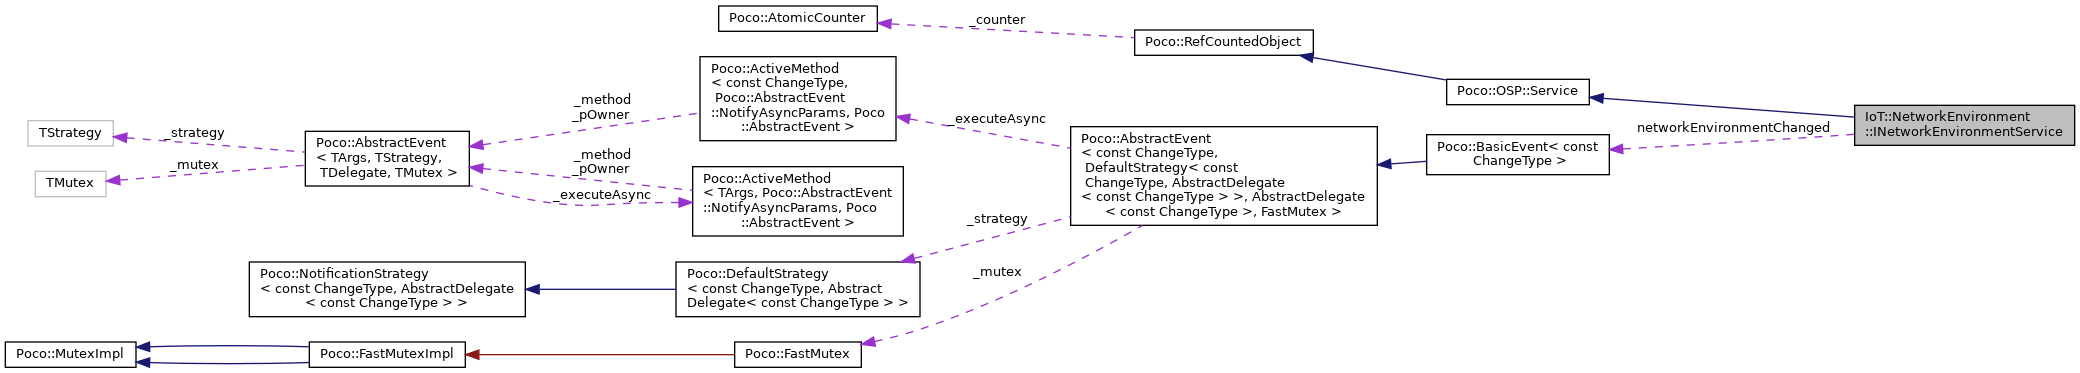 Poco::AtomicCounter
_counter
Poco::RefCountedObject
Poco::ActiveMethod
< const ChangeType,
Poco::AbstractEvent
::NotifyAsyncParams, Poco
::AbstractEvent >
_method
_pOwner
_executeAsync
Poco::OSP::Service
IoT::NetworkEnvironment
::INetworkEnvironmentService
networkEnvironmentChanged
Poco::BasicEvent< const
ChangeType >
Poco::AbstractEvent
< const ChangeType,
DefaultStrategy< const
ChangeType, AbstractDelegate
< const ChangeType > >, AbstractDelegate
< const ChangeType >, FastMutex >
TStrategy
_strategy
TMutex
_mutex
Poco::AbstractEvent
< TArgs, TStrategy,
TDelegate, TMutex >
_method
_pOwner
_executeAsync
Poco::ActiveMethod
< TArgs, Poco::AbstractEvent
::NotifyAsyncParams, Poco
::AbstractEvent >
_strategy
_mutex
Poco::NotificationStrategy
< const ChangeType, AbstractDelegate
< const ChangeType > >
Poco::DefaultStrategy
< const ChangeType, Abstract
Delegate< const ChangeType > >
Poco::MutexImpl
Poco::FastMutexImpl
Poco::FastMutex